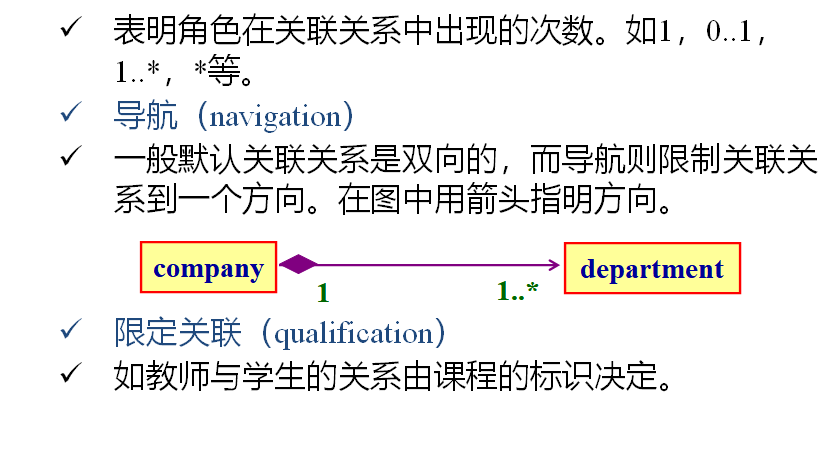 ✓ 表明角色在关联关系中出现的次数。如1，0..1，
1..*，*等。
✓ 导航（navigation）
✓ 一般默认关联关系是双向的，而导航则限制关联关
系到一个方向。在图中用箭头指明方向。
company 1 1..* department
✓ 限定关联（qualification）
✓ 如教师与学生的关系由课程的标识决定。